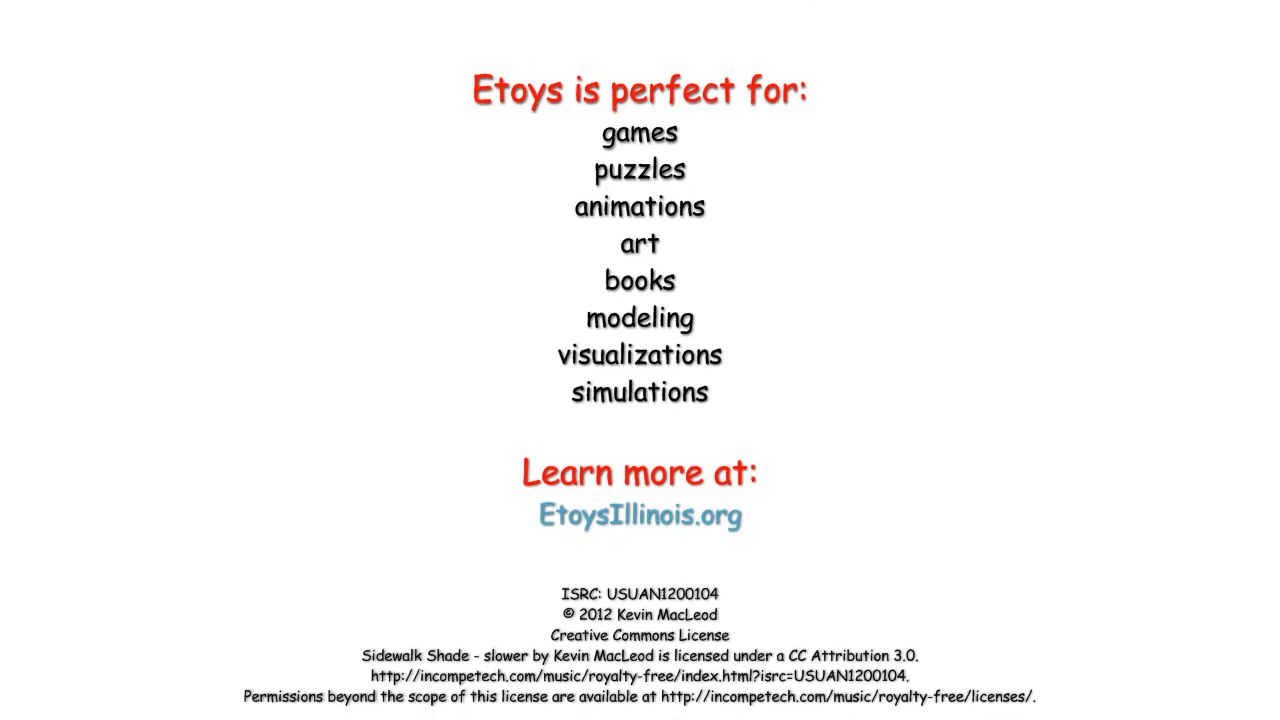 Etoys is perfect for:
games
puzzles
animations
art
books
modeling
visualizations
simulations
Learn more at:
EtoysIllinois.org
ISRC: USUAN1200104
© 2012 Kevin MacLeod
Creative Commons License
Sidewalk Shade - slower by Kevin MacLeod is licensed under a CC Attribution 3.0.
http://incompetech.com/music/royalty-free/index.html?isrc=USUAN1200104.
Permissions beyond the scope of this license are available at http://incompetech.com/music/royalty-free/licenses/.